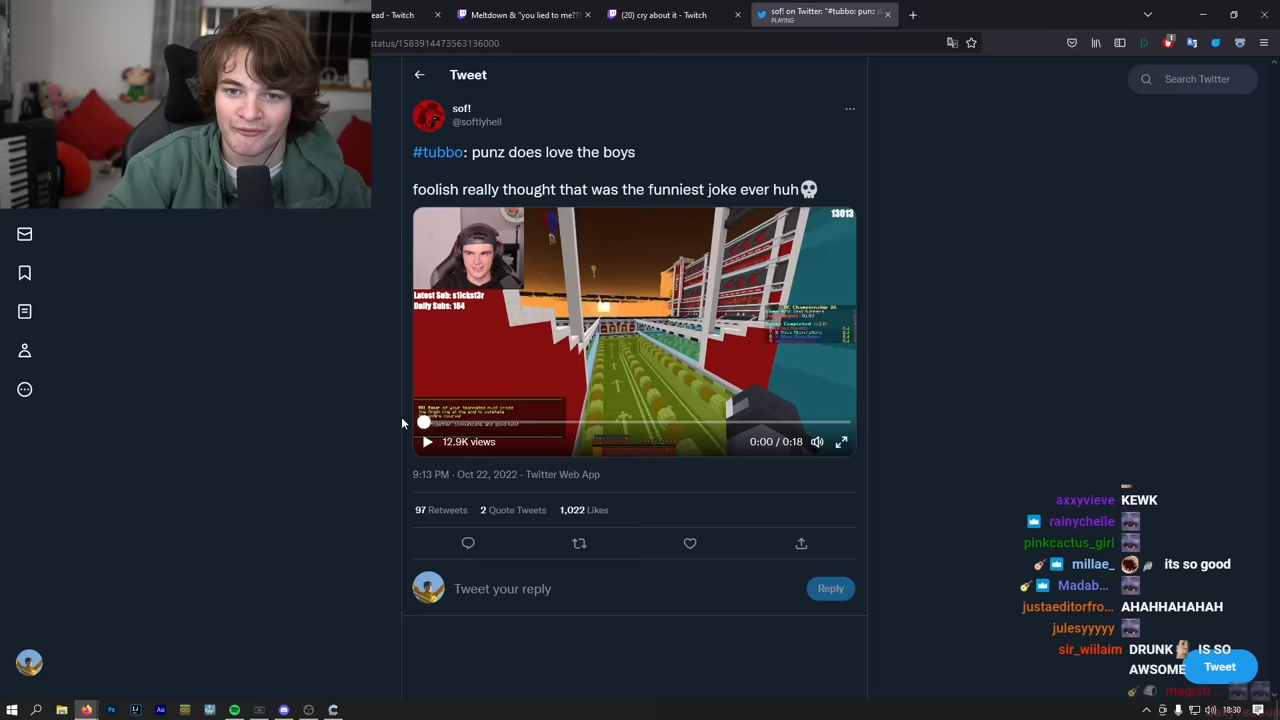 ead - Twitch
Meltdown & "you lied to me???
(20) cry about it - Twitch
sof! on Twitter: "#tubbo: punz d
PLAYING
status/1583914473563136000
Tweet
Search Twitter
sof!
@softlyhell
#tubbo: punz does love the boys
foolish really thought that was the funniest joke ever huh💀
13013
Latest Sub: s1ickst3r
Daily Subs: 184
12.9K views
0:00 / 0:18
9:13 PM · Oct 22, 2022 · Twitter Web App
97 Retweets 2 Quote Tweets 1,022 Likes
Tweet your reply
Reply
axxyvieve KEWK
rainychelle
pinkcactus_girl
millae_ its so good
Madab...
justaeditorfro... AHAHHAHAHAH
julesyyyyy
sir_wiilaim DRUNK IS SO
AWSOME
Tweet
magistr...
18:30